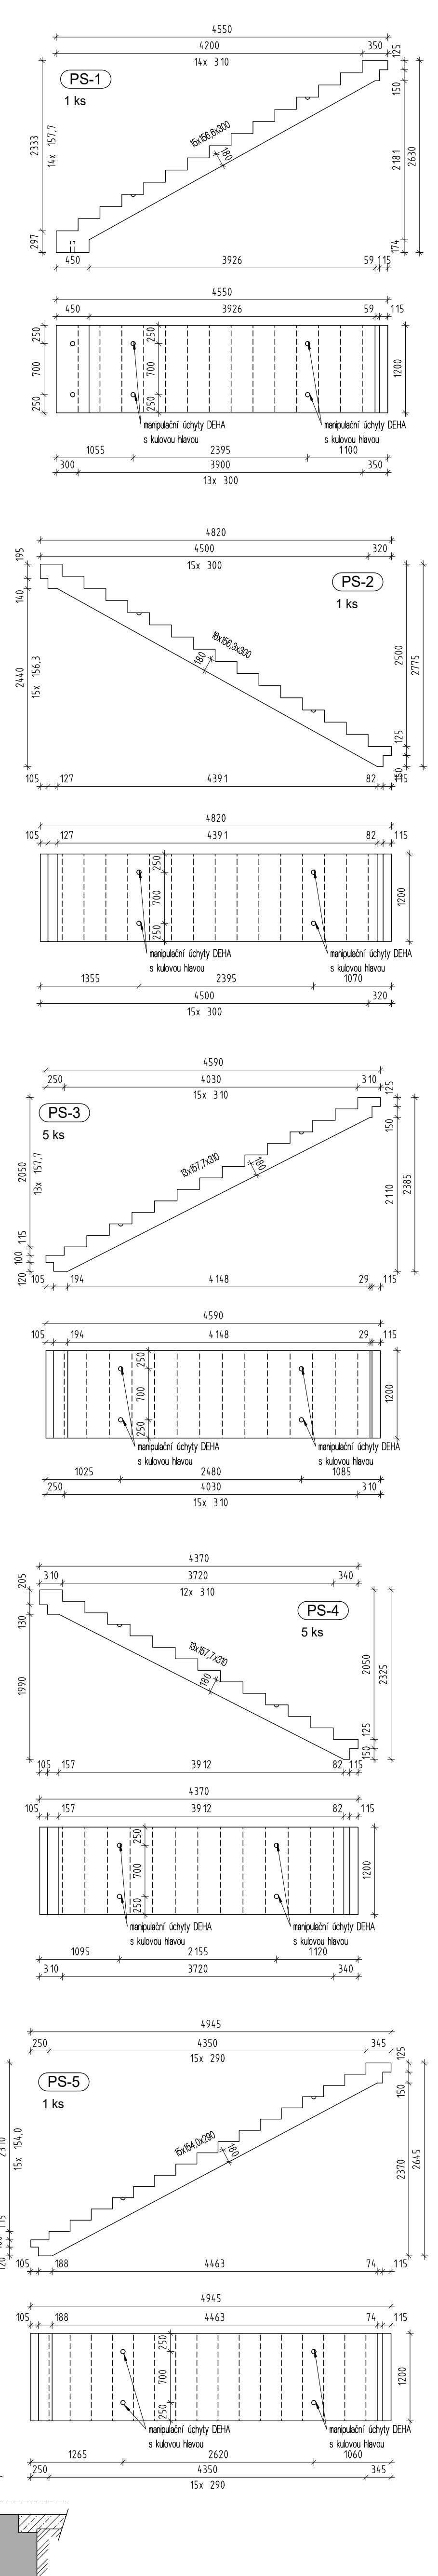 4550
4200 350
14x 310
125
PS-1
1 ks
150
2333
14x 157,7
15x156,6x300
180
2181
2630
297
174
450 3926 59 115
4550
450 3926 59 115
250
700
250
250
700
250
1200
manipulační úchyty DEHA
s kulovou hlavou
manipulační úchyty DEHA
s kulovou hlavou
1055 2395 1100
300 3900 350
13x 300
4820
4500 320
15x 300
195
PS-2
1 ks
140
2440
15x 156,3
16x156,3x300
180
2500
2775
125
150
105 127 4391 82 115
4820
105 127 4391 82 115
250
700
250
1200
manipulační úchyty DEHA
s kulovou hlavou
manipulační úchyty DEHA
s kulovou hlavou
1355 2395 1070
4500 320
15x 300
4590
250 4030 310
15x 310
125
PS-3
5 ks
150
2050
13x 157,7
13x157,7x310
180
2110
2385
115
100
120
105 194 4148 29 115
4590
105 194 4148 29 115
250
700
250
1200
manipulační úchyty DEHA
s kulovou hlavou
manipulační úchyty DEHA
s kulovou hlavou
1025 2480 1085
250 4030 310
15x 310
4370
310 3720 340
12x 310
205
PS-4
5 ks
130
1990
13x157,7x310
180
2050
2325
125
150
105 157 3912 82 115
4370
105 157 3912 82 115
250
700
250
1200
manipulační úchyty DEHA
s kulovou hlavou
manipulační úchyty DEHA
s kulovou hlavou
1095 2155 1120
310 3720 340
4945
250 4350 345
15x 290
125
PS-5
1 ks
150
2310
15x 154,0
15x154,0x290
180
2370
2645
115
100
120
105 188 4463 74 115
4945
105 188 4463 74 115
250
700
250
1200
manipulační úchyty DEHA
s kulovou hlavou
manipulační úchyty DEHA
s kulovou hlavou
1265 2620 1060
250 4350 345
15x 290